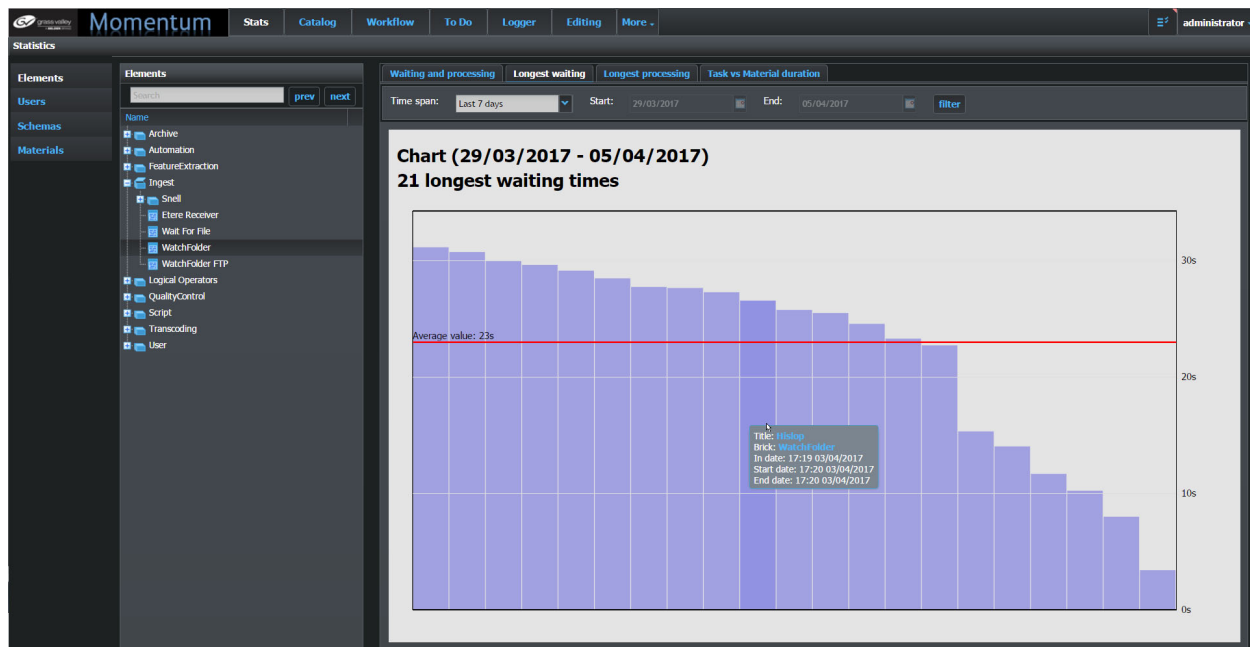 grass valley
Momentum
Stats Catalog Workflow To Do Logger Editing More
administrator
Statistics
Elements
Users
Schemas
Materials
Elements
Search prev next
Name
Archive
Automation
FeatureExtraction
Ingest
Snell
Etere Receiver
Wait For File
WatchFolder
WatchFolder FTP
Logical Operators
QualityControl
Script
Transcoding
User
Waiting and processing Longest waiting Longest processing Task vs Material duration
Time span: Last 7 days Start: 29/03/2017 End: 05/04/2017 filter
Chart (29/03/2017 - 05/04/2017)
21 longest waiting times
30s
Average value: 23s
20s
Title: Hislop
Brick: WatchFolder
In date: 17:19 03/04/2017
Start date: 17:20 03/04/2017
End date: 17:20 03/04/2017
10s
0s